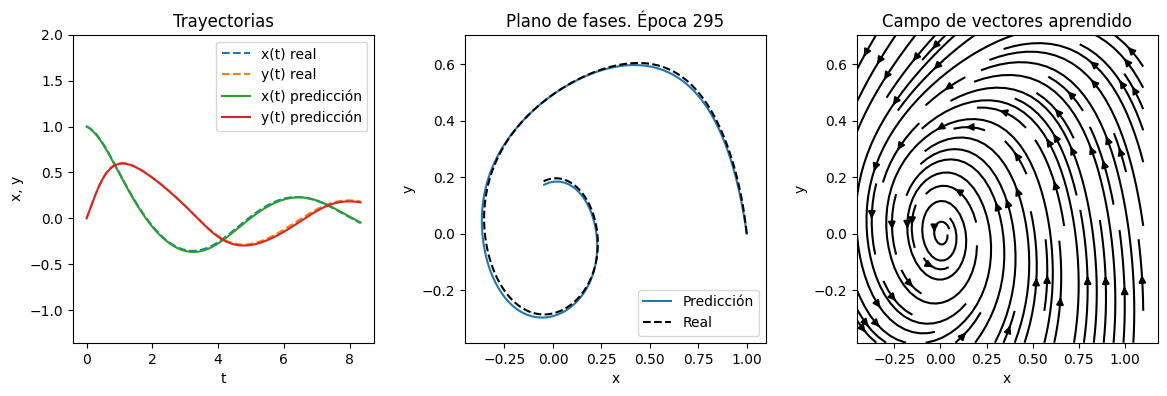 Trayectorias
x, y
2.0
1.5
1.0
0.5
0.0
−0.5
−1.0
0
2
4
6
8
t
x(t) real
y(t) real
x(t) predicción
y(t) predicción
Plano de fases. Época 295
y
0.6
0.4
0.2
0.0
−0.2
−0.25
0.00
0.25
0.50
0.75
1.00
x
Predicción
Real
Campo de vectores aprendido
y
0.6
0.4
0.2
0.0
−0.2
−0.25
0.00
0.25
0.50
0.75
1.00
x